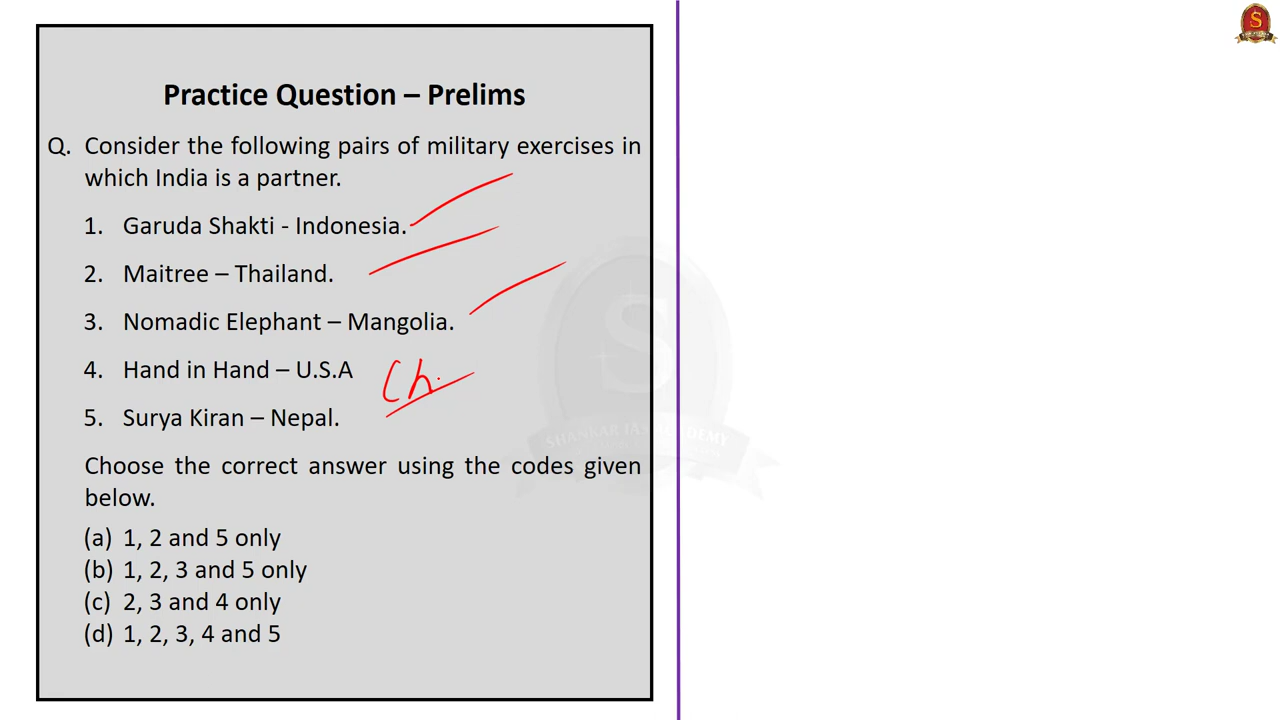 Practice Question – Prelims
Q. Consider the following pairs of military exercises in
which India is a partner.
1. Garuda Shakti - Indonesia.
2. Maitree – Thailand.
3. Nomadic Elephant – Mangolia.
4. Hand in Hand – U.S.A
Ch
5. Surya Kiran – Nepal.
Choose the correct answer using the codes given
below.
(a) 1, 2 and 5 only
(b) 1, 2, 3 and 5 only
(c) 2, 3 and 4 only
(d) 1, 2, 3, 4 and 5
S
SHANKAR IAS ACADEMY